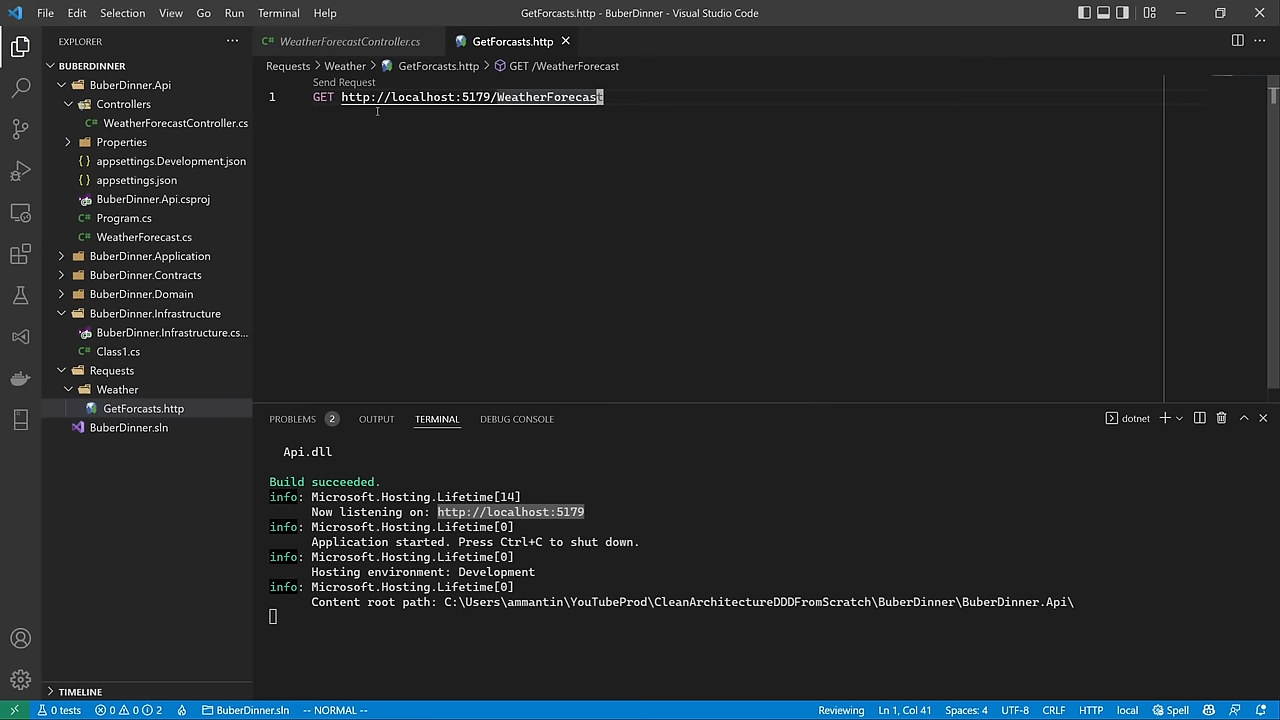 File Edit Selection View Go Run Terminal Help
GetForcasts.http - BuberDinner - Visual Studio Code
EXPLORER
BUBERDINNER
BuberDinner.Api
Controllers
WeatherForecastController.cs
Properties
appsettings.Development.json
appsettings.json
BuberDinner.Api.csproj
Program.cs
WeatherForecast.cs
BuberDinner.Application
BuberDinner.Contracts
BuberDinner.Domain
BuberDinner.Infrastructure
BuberDinner.Infrastructure.cs...
Class1.cs
Requests
Weather
GetForcasts.http
BuberDinner.sln
TIMELINE
WeatherForecastController.cs GetForcasts.http
Requests > Weather > GetForcasts.http > GET /WeatherForecast
Send Request
1 GET http://localhost:5179/WeatherForecast
PROBLEMS 2 OUTPUT TERMINAL DEBUG CONSOLE dotnet
Api.dll
Build succeeded.
info: Microsoft.Hosting.Lifetime[14]
Now listening on: http://localhost:5179
info: Microsoft.Hosting.Lifetime[0]
Application started. Press Ctrl+C to shut down.
info: Microsoft.Hosting.Lifetime[0]
Hosting environment: Development
info: Microsoft.Hosting.Lifetime[0]
Content root path: C:\Users\ammantin\YouTubeProd\CleanArchitectureDDDFromScratch\BuberDinner\BuberDinner.Api\
0 tests 0 0 2 BuberDinner.sln -- NORMAL -- Reviewing Ln 1, Col 41 Spaces: 4 UTF-8 CRLF HTTP local Spell